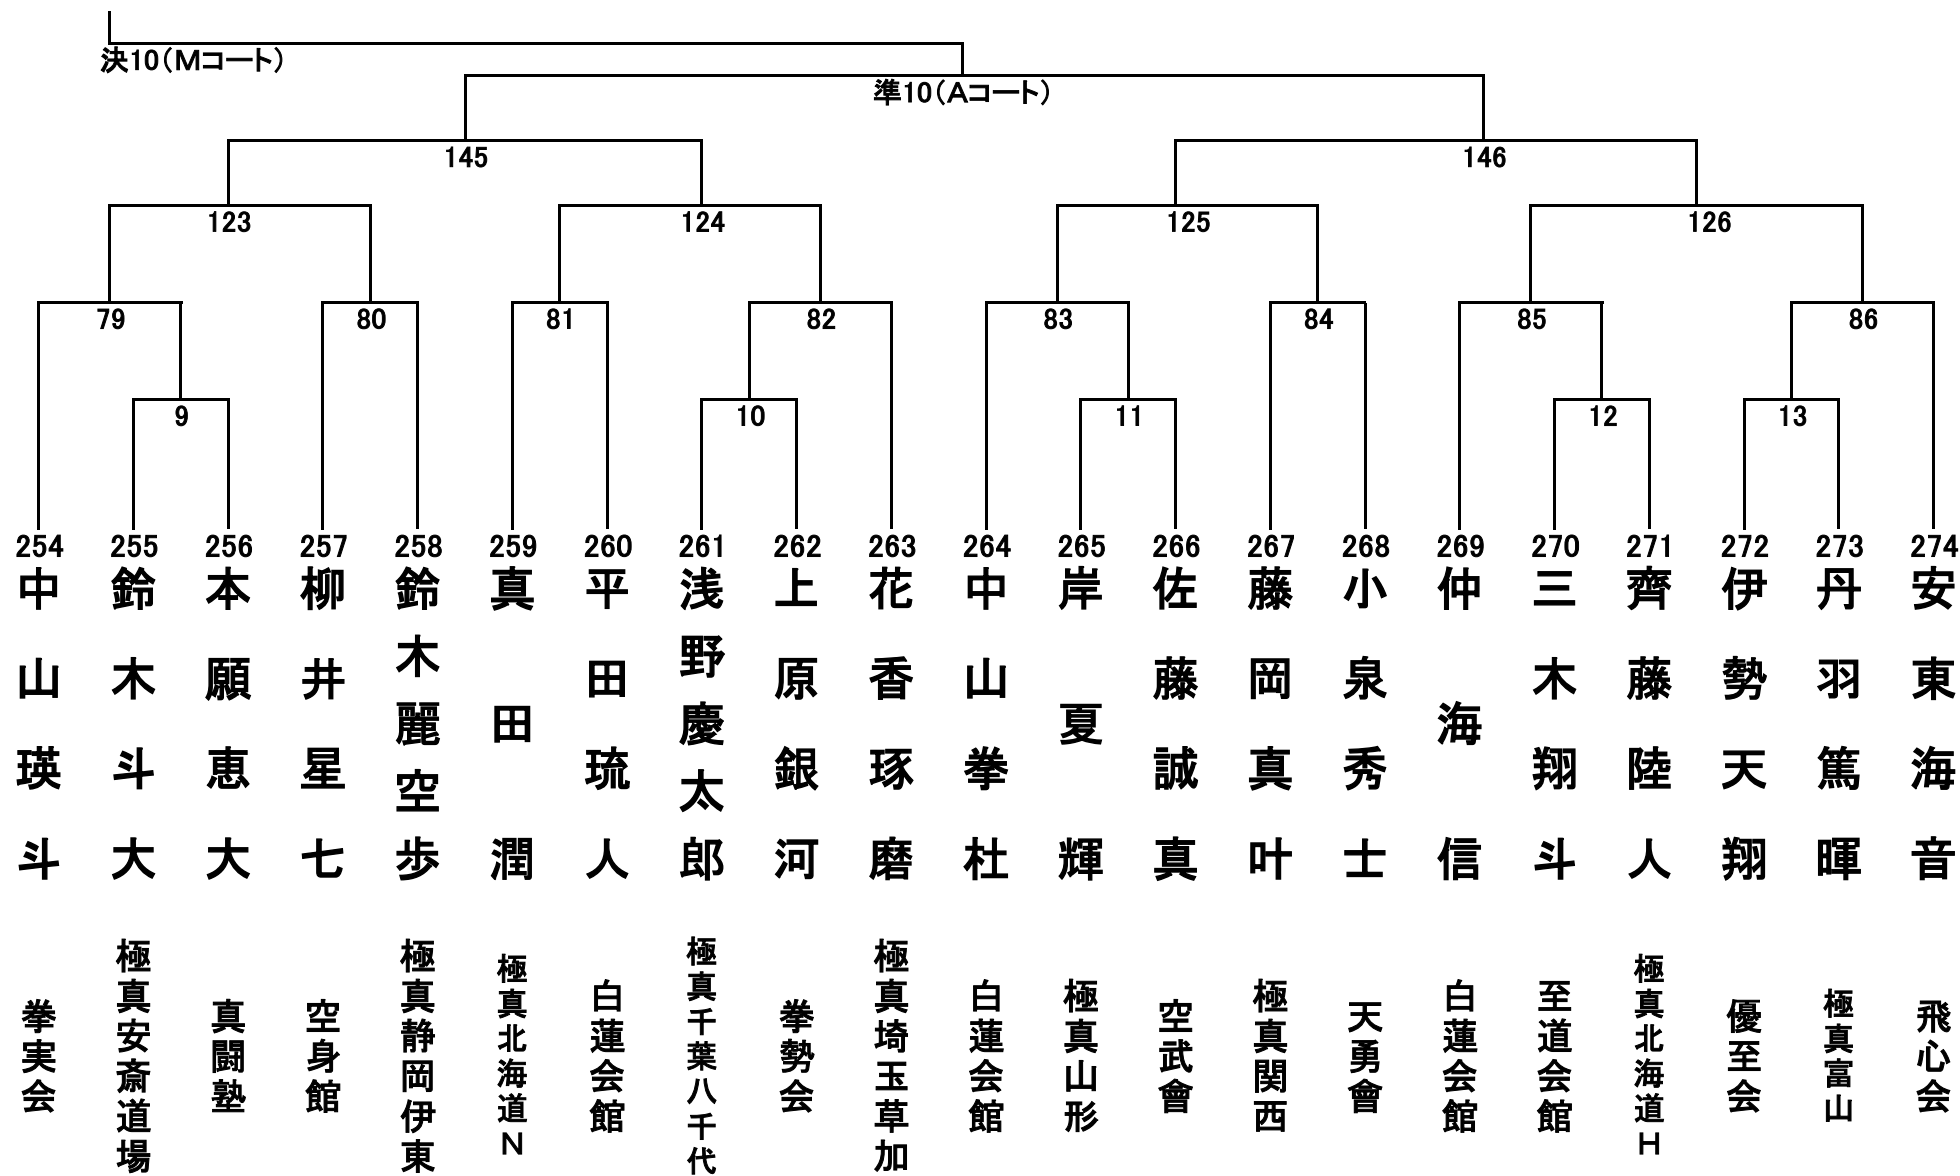 決10(Mコート)
準10(Aコート)
145
146
123
124
125
126
79
80
81
82
83
84
85
86
9
10
11
12
13
254
255
256
257
258
259
260
261
262
263
264
265
266
267
268
269
270
271
272
273
274
中山瑛斗
鈴木斗大
本願恵大
柳井星七
鈴木麗空歩
真田潤
平田琉人
浅野慶太郎
上原銀河
花香琢磨
中山拳杜
岸夏輝
佐藤誠真
藤岡真叶
小泉秀士
仲海信
三木翔斗
齊藤陸人
伊勢天翔
丹羽篤暉
安東海音
拳実会
極真安斎道場
真闘塾
空身館
極真静岡伊東
極真北海道N
白蓮会館
極真千葉八千代
拳勢会
極真埼玉草加
白蓮会館
極真山形
空武會
極真関西
天勇會
白蓮会館
至道会館
極真北海道H
優至会
極真富山
飛心会